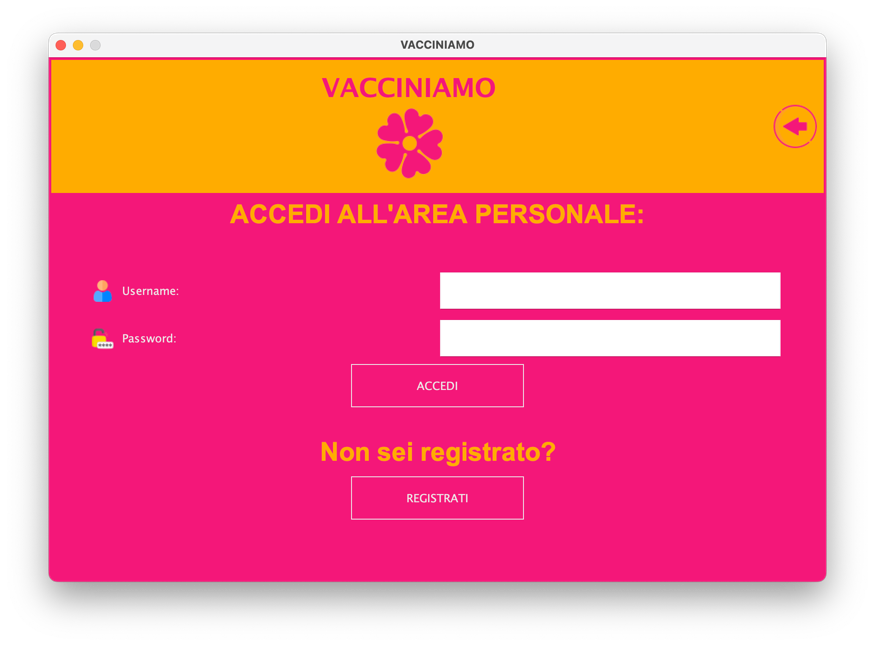 VACCINIAMO
VACCINIAMO
ACCEDI ALL'AREA PERSONALE:
Username:
Password:
ACCEDI
Non sei registrato?
REGISTRATI